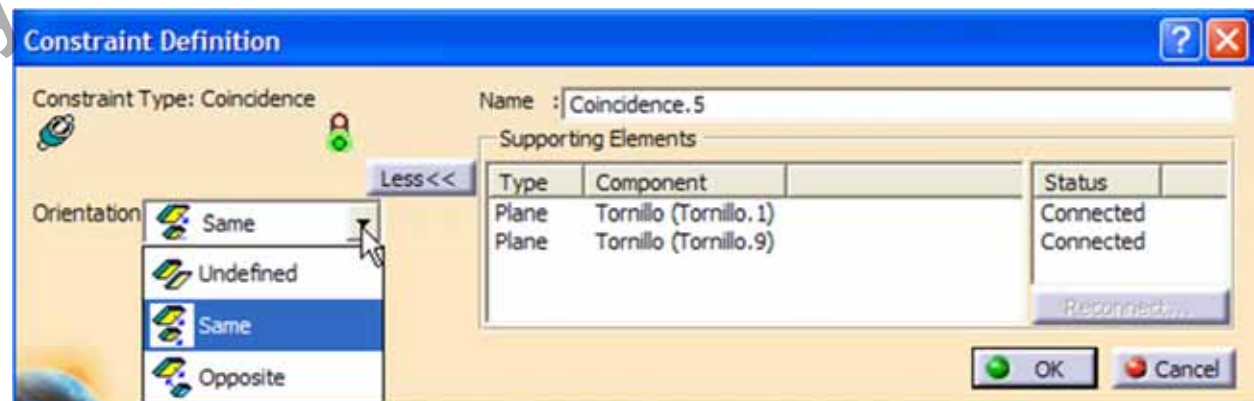 Constraint Definition
Constraint Type: Coincidence
Name : Coincidence.5
Supporting Elements
Less<<
Type Component Status
Plane Tornillo (Tornillo.1) Connected
Plane Tornillo (Tornillo.9) Connected
Orientation Same
Undefined
Same
Opposite
Reconnect...
OK Cancel